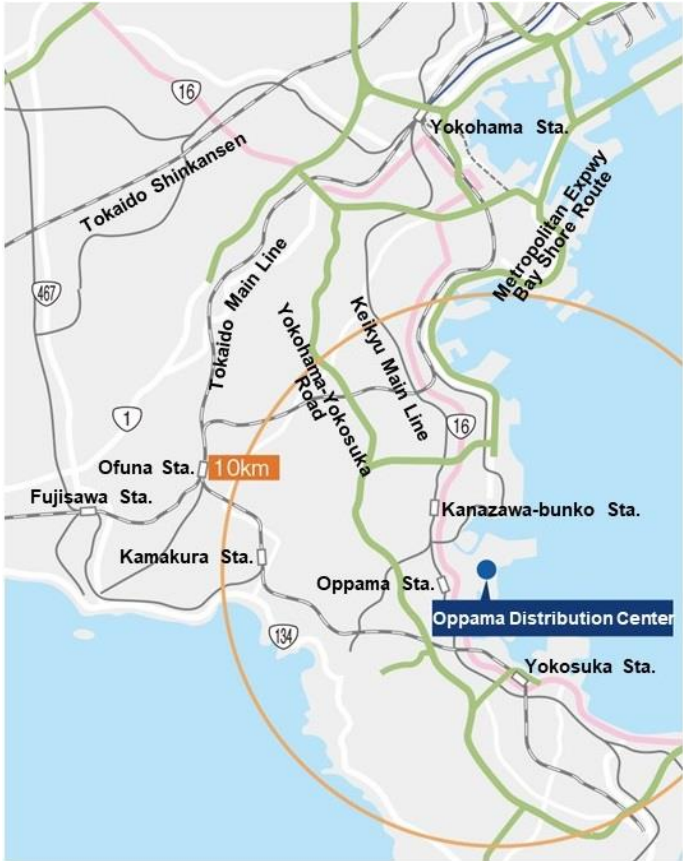 16
Yokohama Sta.
Tokaido Shinkansen
Metropolitan Expwy
Bay Shore Route
467
Tokaido Main Line
Yokohama-Yokosuka
Road
Keikyu Main Line
1
16
Ofuna Sta.
10km
Fujisawa Sta.
Kanazawa-bunko Sta.
Kamakura Sta.
Oppama Sta.
Oppama Distribution Center
134
Yokosuka Sta.